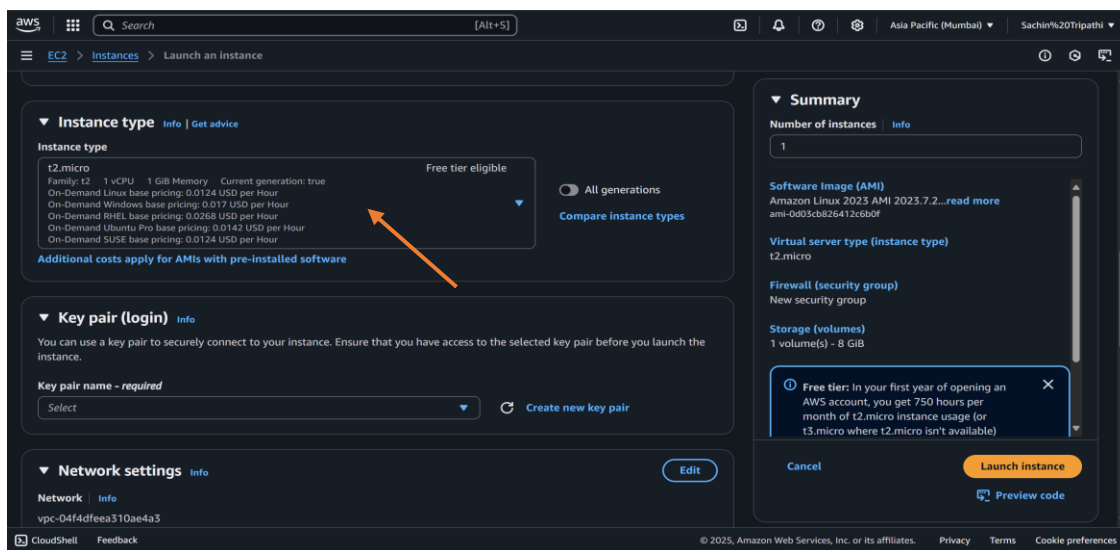 aws
Search [Alt+S]
Asia Pacific (Mumbai) ▼ Sachin%20Tripathi ▼
EC2 > Instances > Launch an instance
▼ Instance type Info | Get advice
Instance type
t2.micro Free tier eligible
Family: t2 1 vCPU 1 GiB Memory Current generation: true
On-Demand Linux base pricing: 0.0124 USD per Hour
On-Demand Windows base pricing: 0.017 USD per Hour
On-Demand RHEL base pricing: 0.0268 USD per Hour
On-Demand Ubuntu Pro base pricing: 0.0142 USD per Hour
On-Demand SUSE base pricing: 0.0124 USD per Hour
All generations
Compare instance types
Additional costs apply for AMIs with pre-installed software
▼ Key pair (login) Info
You can use a key pair to securely connect to your instance. Ensure that you have access to the selected key pair before you launch the
instance.
Key pair name - required
Select
Create new key pair
▼ Network settings Info
Edit
Network Info
vpc-04f4dfeea310ae4a3
▼ Summary
Number of instances Info
1
Software Image (AMI)
Amazon Linux 2023 AMI 2023.7.2...read more
ami-0d03cb826412c6b0f
Virtual server type (instance type)
t2.micro
Firewall (security group)
New security group
Storage (volumes)
1 volume(s) - 8 GiB
Free tier: In your first year of opening an
AWS account, you get 750 hours per
month of t2.micro instance usage (or
t3.micro where t2.micro isn't available)
Cancel
Launch instance
Preview code
CloudShell Feedback © 2025, Amazon Web Services, Inc. or its affiliates. Privacy Terms Cookie preferences